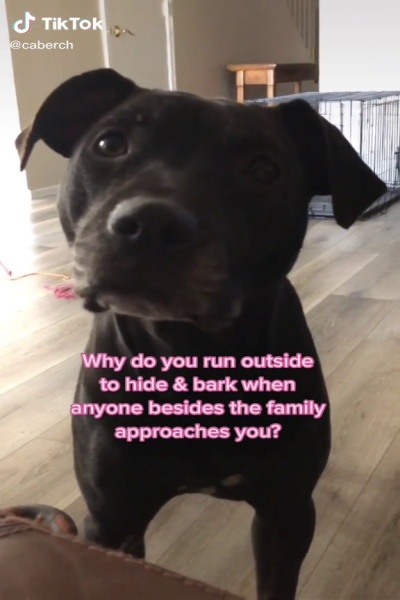 TikTok
@caberch
Why do you run outside
to hide & bark when
anyone besides the family
approaches you?